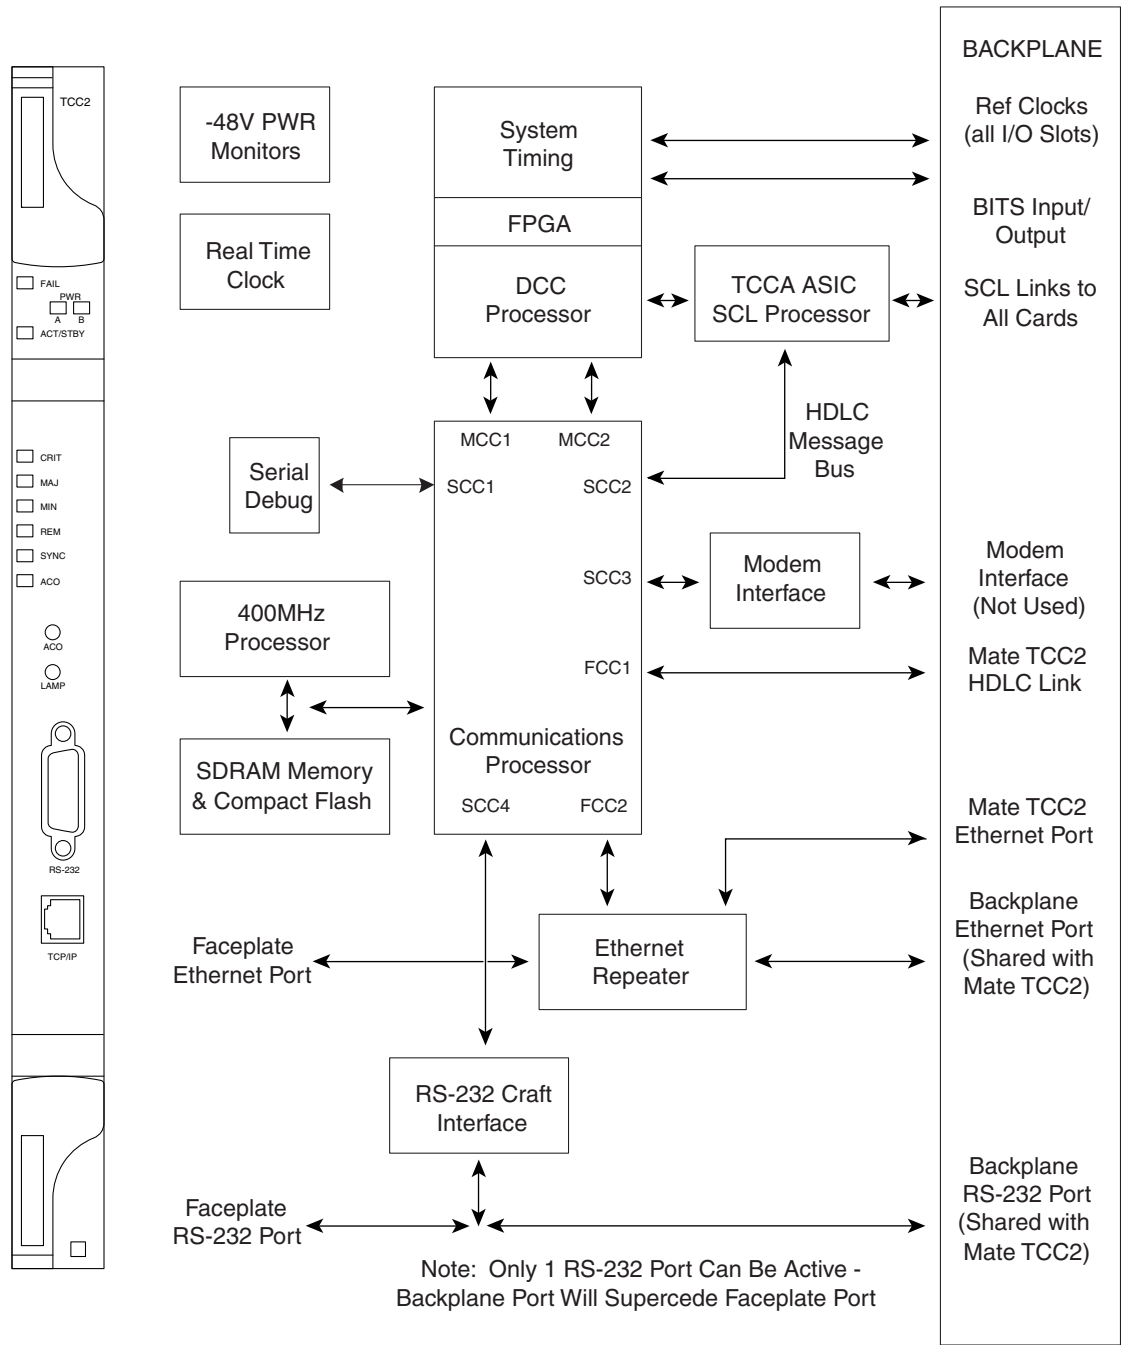 TCC2
FAIL
PWR
A B
ACT/STBY
CRIT
MAJ
MIN
REM
SYNC
ACO
ACO
LAMP
RS-232
TCP/IP
-48V PWR
Monitors
Real Time
Clock
System
Timing
FPGA
DCC
Processor
TCCA ASIC
SCL Processor
HDLC
Message
Bus
MCC1 MCC2
SCC1 SCC2
SCC3
FCC1
Communications
Processor
SCC4 FCC2
Serial
Debug
400MHz
Processor
SDRAM Memory
& Compact Flash
Modem
Interface
Faceplate
Ethernet Port
Ethernet
Repeater
RS-232 Craft
Interface
Faceplate
RS-232 Port
Note: Only 1 RS-232 Port Can Be Active -
Backplane Port Will Supercede Faceplate Port
BACKPLANE
Ref Clocks
(all I/O Slots)
BITS Input/
Output
SCL Links to
All Cards
Modem
Interface
(Not Used)
Mate TCC2
HDLC Link
Mate TCC2
Ethernet Port
Backplane
Ethernet Port
(Shared with
Mate TCC2)
Backplane
RS-232 Port
(Shared with
Mate TCC2)